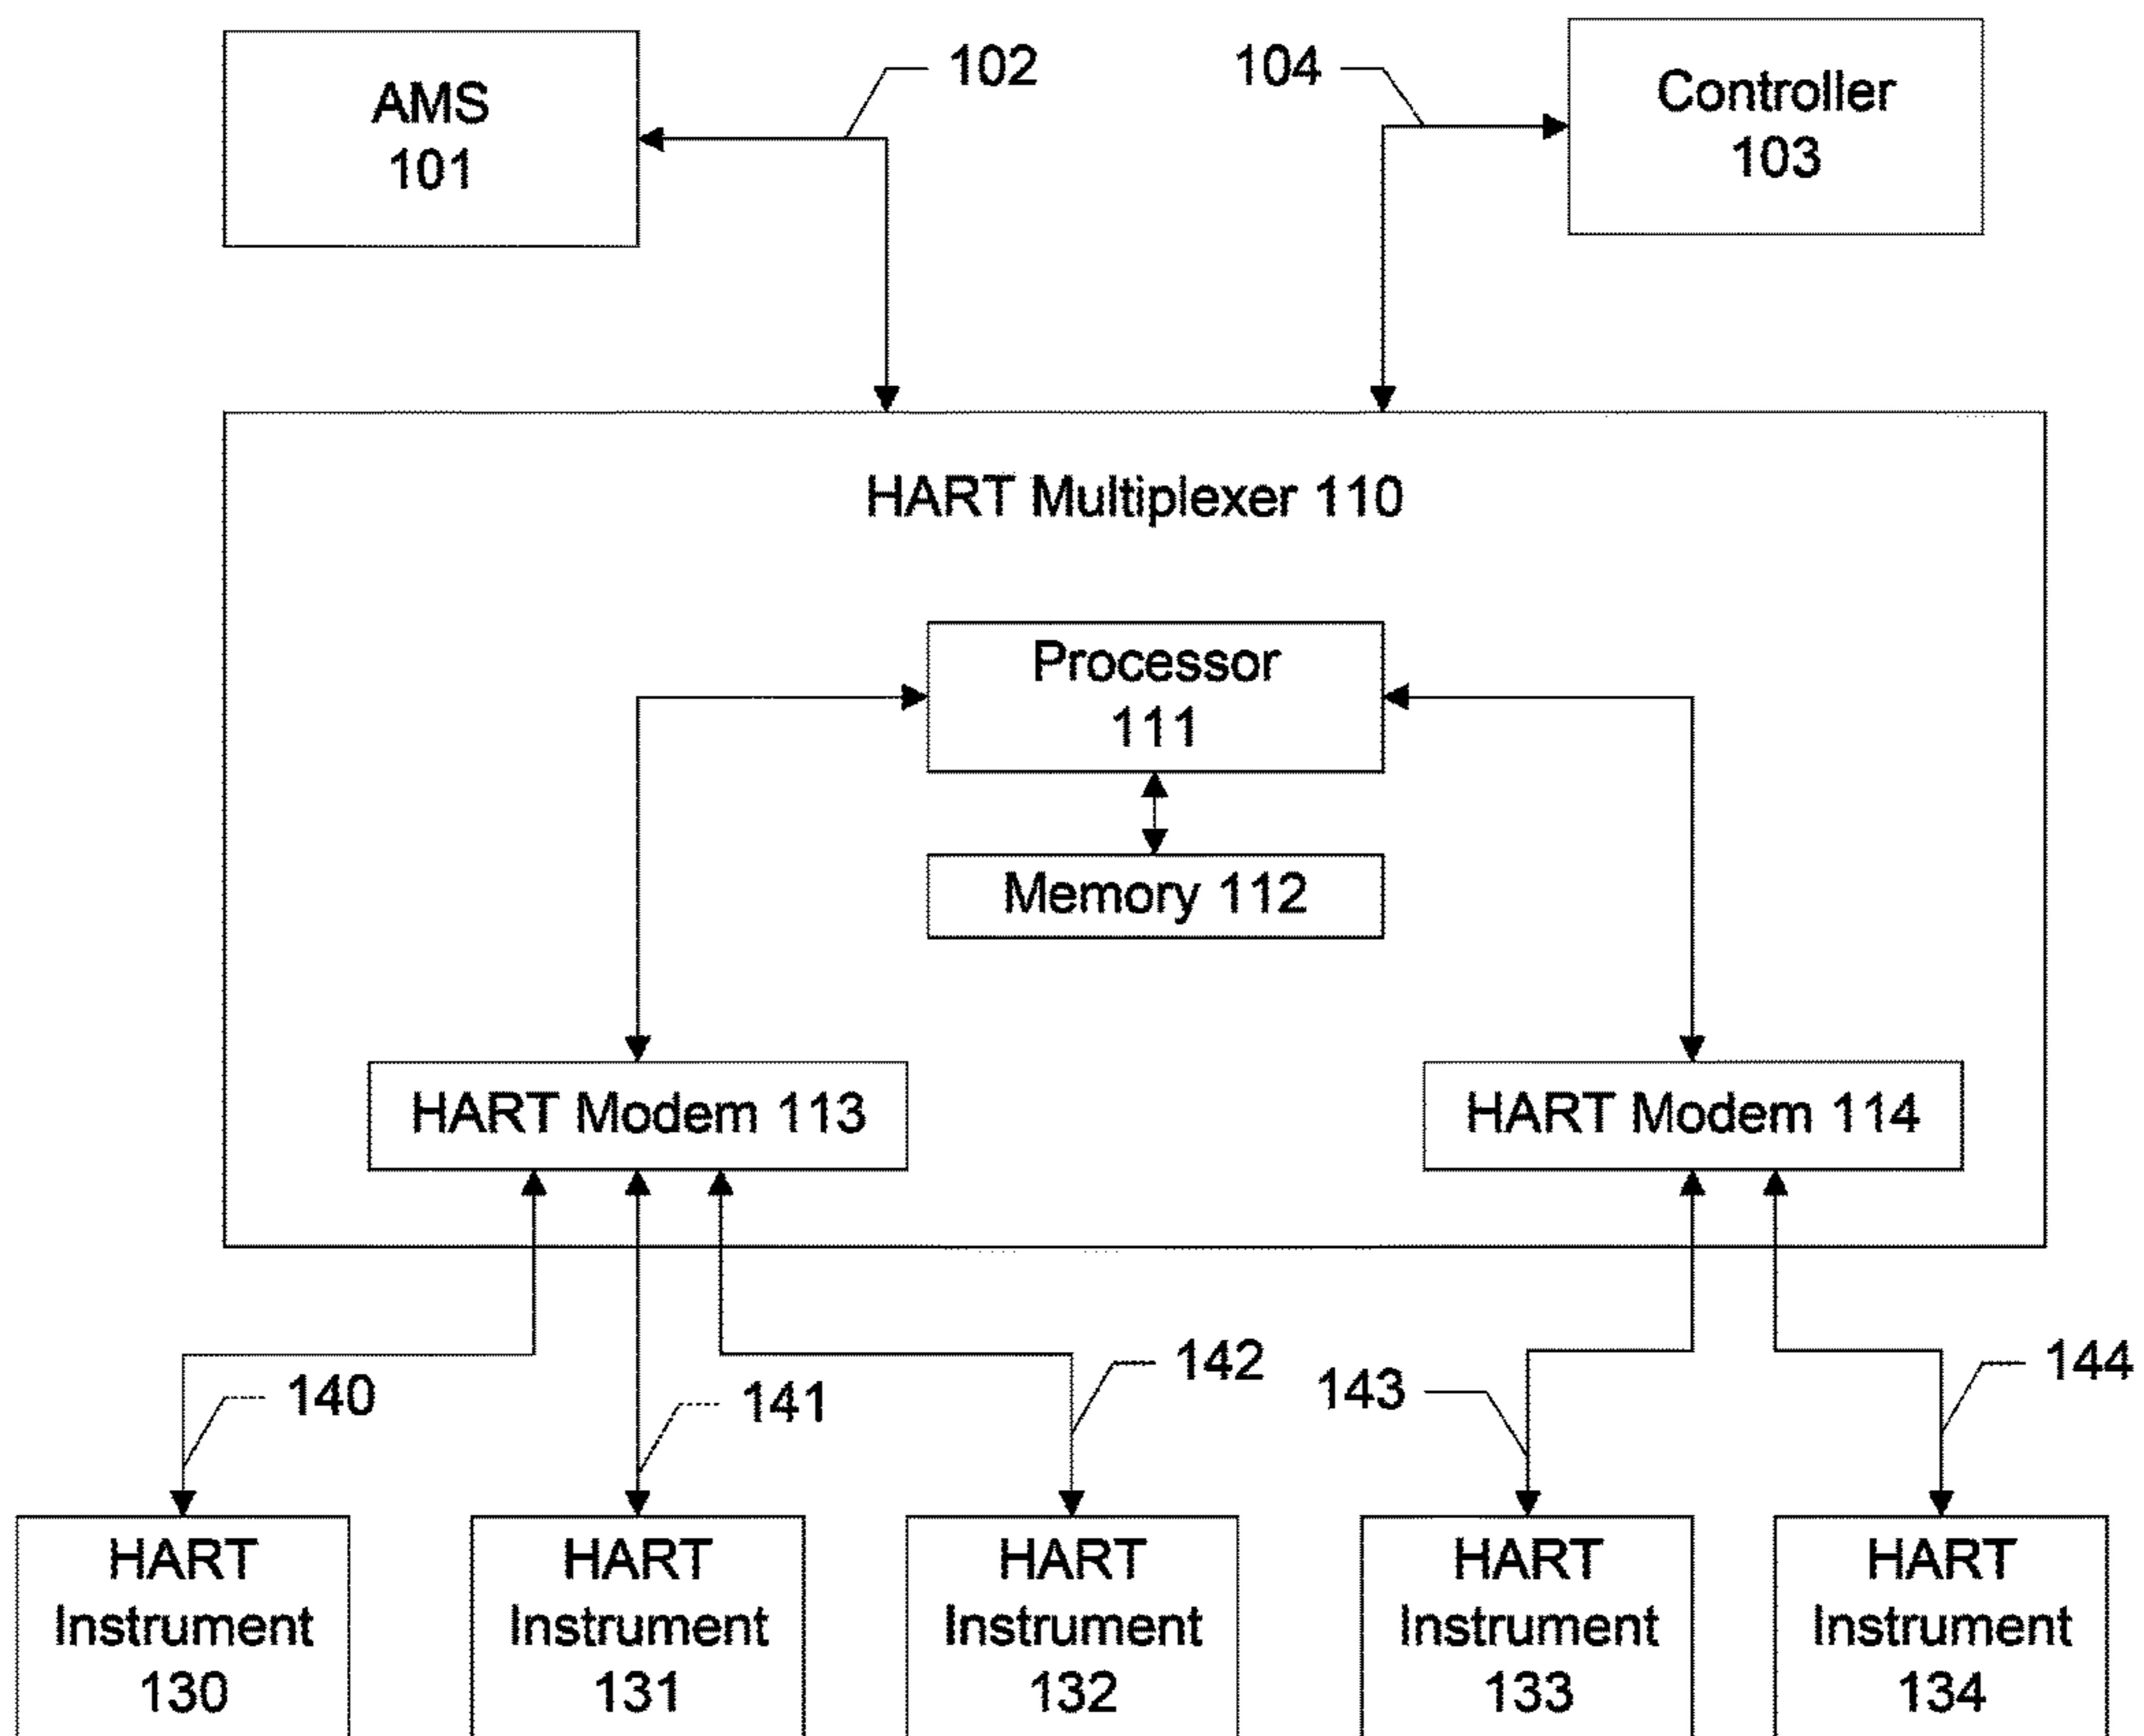 AMS
101
102
104
Controller
103
HART Multiplexer 110
Processor
111
Memory 112
HART Modem 113
HART Modem 114
140
141
142
143
144
HART
Instrument
130
HART
Instrument
131
HART
Instrument
132
HART
Instrument
133
HART
Instrument
134